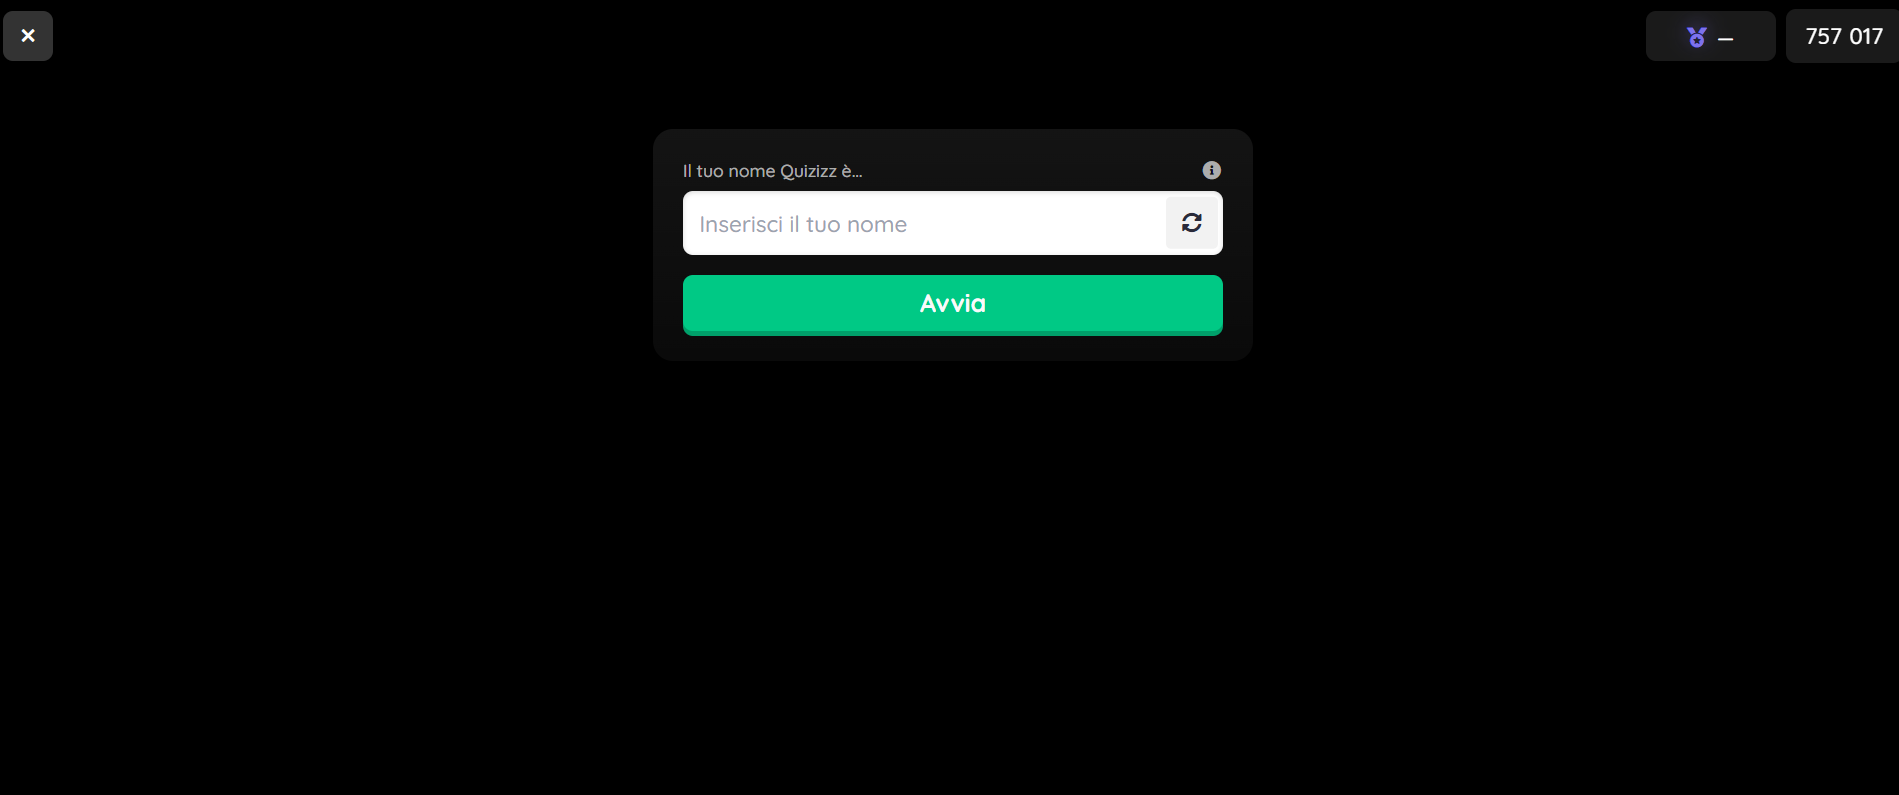 757 017
Il tuo nome Quizizz è...
Inserisci il tuo nome
Avvia